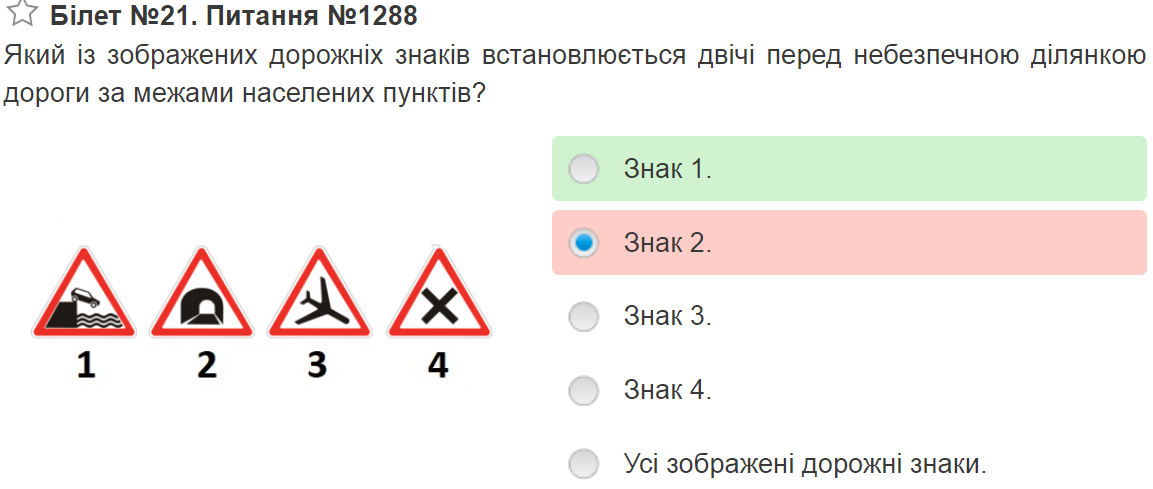 Білет №21. Питання №1288
Який із зображених дорожніх знаків встановлюється двічі перед небезпечною ділянкою
дороги за межами населених пунктів?
Знак 1.
Знак 2.
Знак 3.
Знак 4.
Усі зображені дорожні знаки.
1 2 3 4